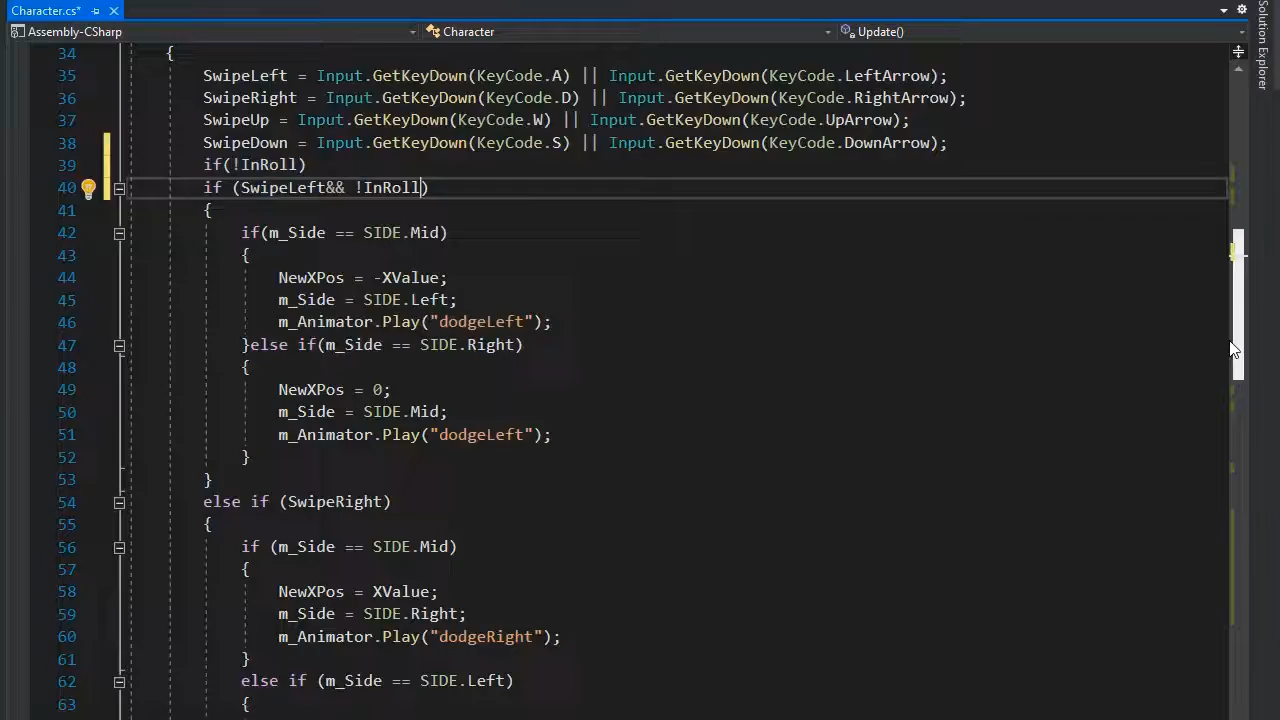 Character.cs*
Assembly-CSharp Character Update()
34 {
35 SwipeLeft = Input.GetKeyDown(KeyCode.A) || Input.GetKeyDown(KeyCode.LeftArrow);
36 SwipeRight = Input.GetKeyDown(KeyCode.D) || Input.GetKeyDown(KeyCode.RightArrow);
37 SwipeUp = Input.GetKeyDown(KeyCode.W) || Input.GetKeyDown(KeyCode.UpArrow);
38 SwipeDown = Input.GetKeyDown(KeyCode.S) || Input.GetKeyDown(KeyCode.DownArrow);
39 if(!InRoll)
40 if (SwipeLeft&& !InRoll)
41 {
42 if(m_Side == SIDE.Mid)
43 {
44 NewXPos = -XValue;
45 m_Side = SIDE.Left;
46 m_Animator.Play("dodgeLeft");
47 }else if(m_Side == SIDE.Right)
48 {
49 NewXPos = 0;
50 m_Side = SIDE.Mid;
51 m_Animator.Play("dodgeLeft");
52 }
53 }
54 else if (SwipeRight)
55 {
56 if (m_Side == SIDE.Mid)
57 {
58 NewXPos = XValue;
59 m_Side = SIDE.Right;
60 m_Animator.Play("dodgeRight");
61 }
62 else if (m_Side == SIDE.Left)
63 {
Solution Explorer